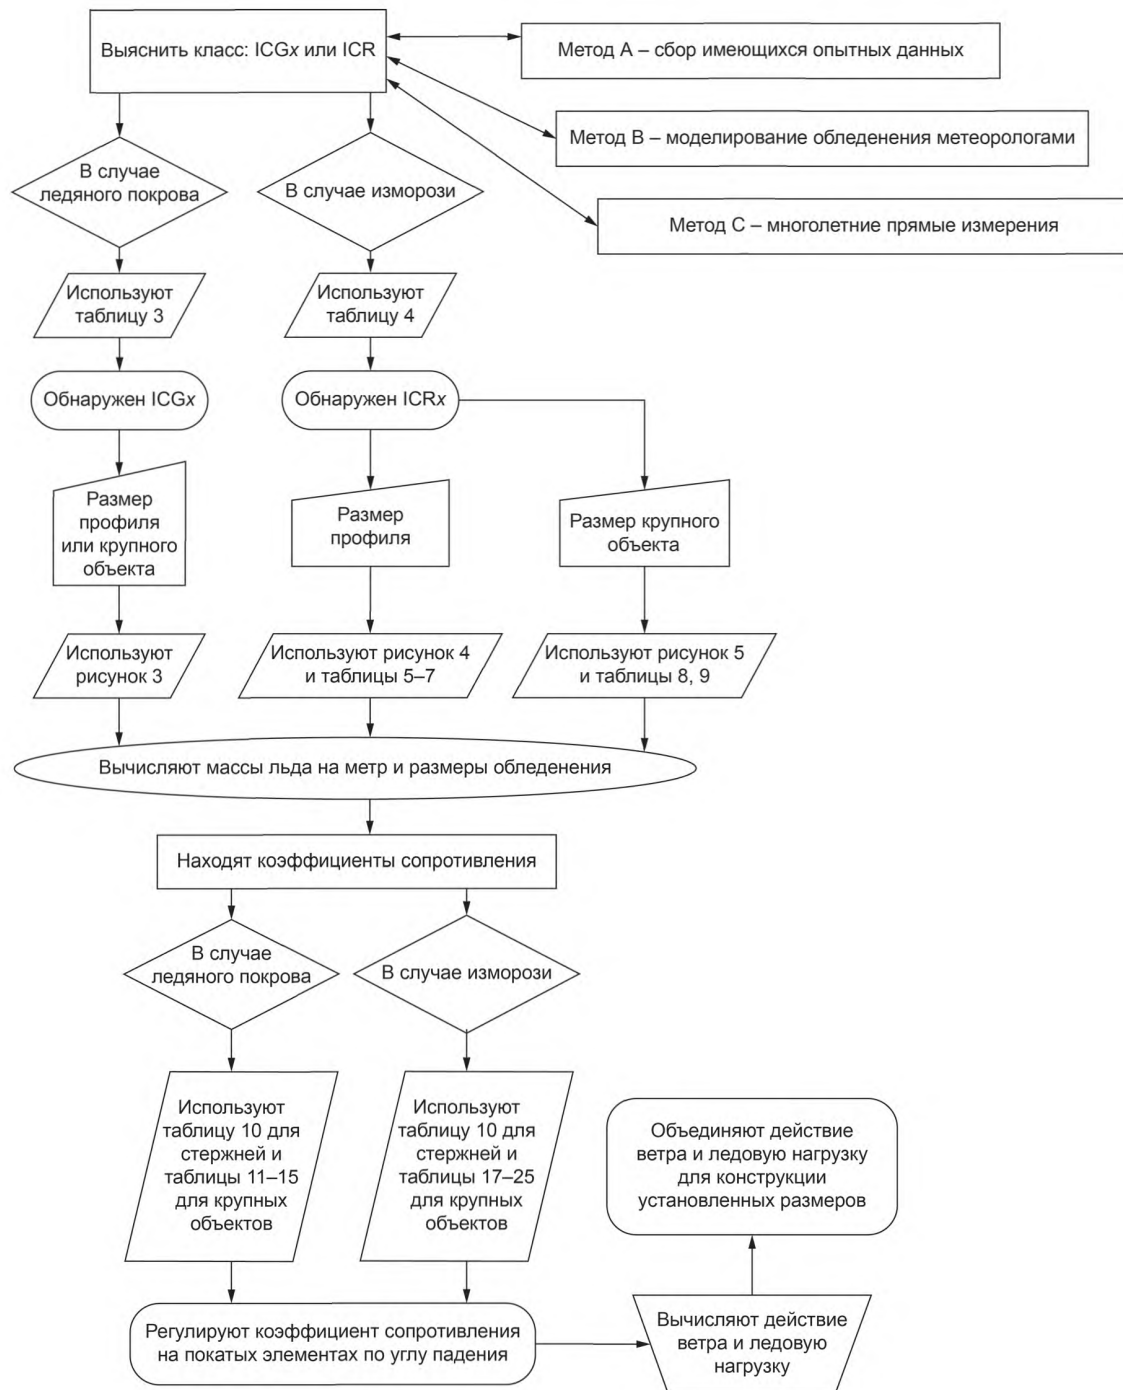 Выяснить класс: ICGx или ICR
Метод А – сбор имеющихся опытных данных
Метод В – моделирование обледенения метеорологами
Метод С – многолетние прямые измерения
В случае
ледяного покрова
В случае изморози
Используют
таблицу 3
Используют
таблицу 4
Обнаружен ICGx
Обнаружен ICRx
Размер
профиля
или крупного
объекта
Размер
профиля
Размер крупного
объекта
Используют
рисунок 3
Используют рисунок 4
и таблицы 5–7
Используют рисунок 5
и таблицы 8, 9
Вычисляют массы льда на метр и размеры обледенения
Находят коэффициенты сопротивления
В случае
ледяного покрова
В случае изморози
Используют
таблицу 10 для
стержней и
таблицы 11–15
для крупных
объектов
Используют
таблицу 10 для
стержней и
таблицы 17–25
для крупных
объектов
Объединяют действие
ветра и ледовую нагрузку
для конструкции
установленных размеров
Регулируют коэффициент сопротивления
на покатых элементах по углу падения
Вычисляют действие
ветра и ледовую
нагрузку